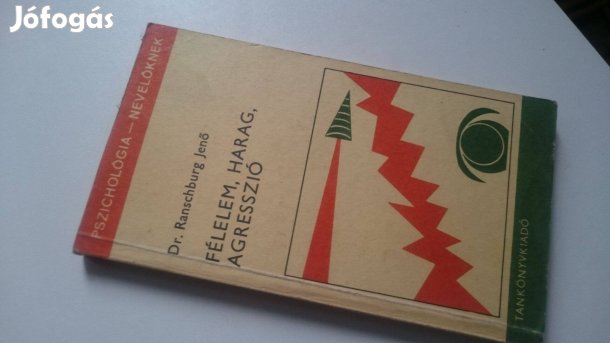 Jófogás
PSZICHOLÓGIA — NEVELŐKNEK
Dr. Ranschburg Jenő
FÉLELEM, HARAG,
AGRESSZIÓ
TANKÖNYVKIADÓ